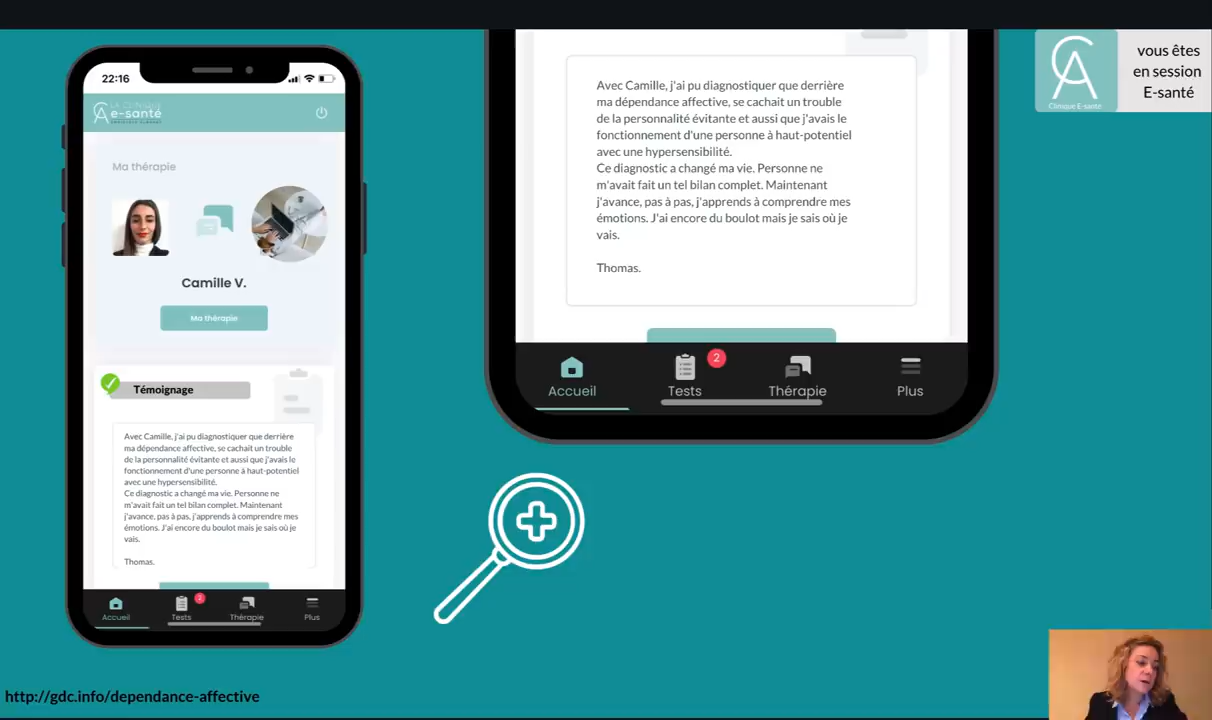 22:16
LA CLINIQUE
e-santé
Ma thérapie
Camille V.
Ma thérapie
Témoignage
Avec Camille, j'ai pu diagnostiquer que derrière
ma dépendance affective, se cachait un trouble
de la personnalité évitante et aussi que j'avais le
fonctionnement d'une personne à haut-potentiel
avec une hypersensibilité.
Ce diagnostic a changé ma vie. Personne ne
m'avait fait un tel bilan complet. Maintenant
j'avance, pas à pas, j'apprends à comprendre mes
émotions. J'ai encore du boulot mais je sais où je
vais.
Thomas.
Accueil
Tests
2
Thérapie
Plus
Avec Camille, j'ai pu diagnostiquer que derrière
ma dépendance affective, se cachait un trouble
de la personnalité évitante et aussi que j'avais le
fonctionnement d'une personne à haut-potentiel
avec une hypersensibilité.
Ce diagnostic a changé ma vie. Personne ne
m'avait fait un tel bilan complet. Maintenant
j'avance, pas à pas, j'apprends à comprendre mes
émotions. J'ai encore du boulot mais je sais où je
vais.
Thomas.
Accueil
Tests
2
Thérapie
Plus
CA
Clinique E-santé
vous êtes
en session
E-santé
http://gdc.info/dependance-affective